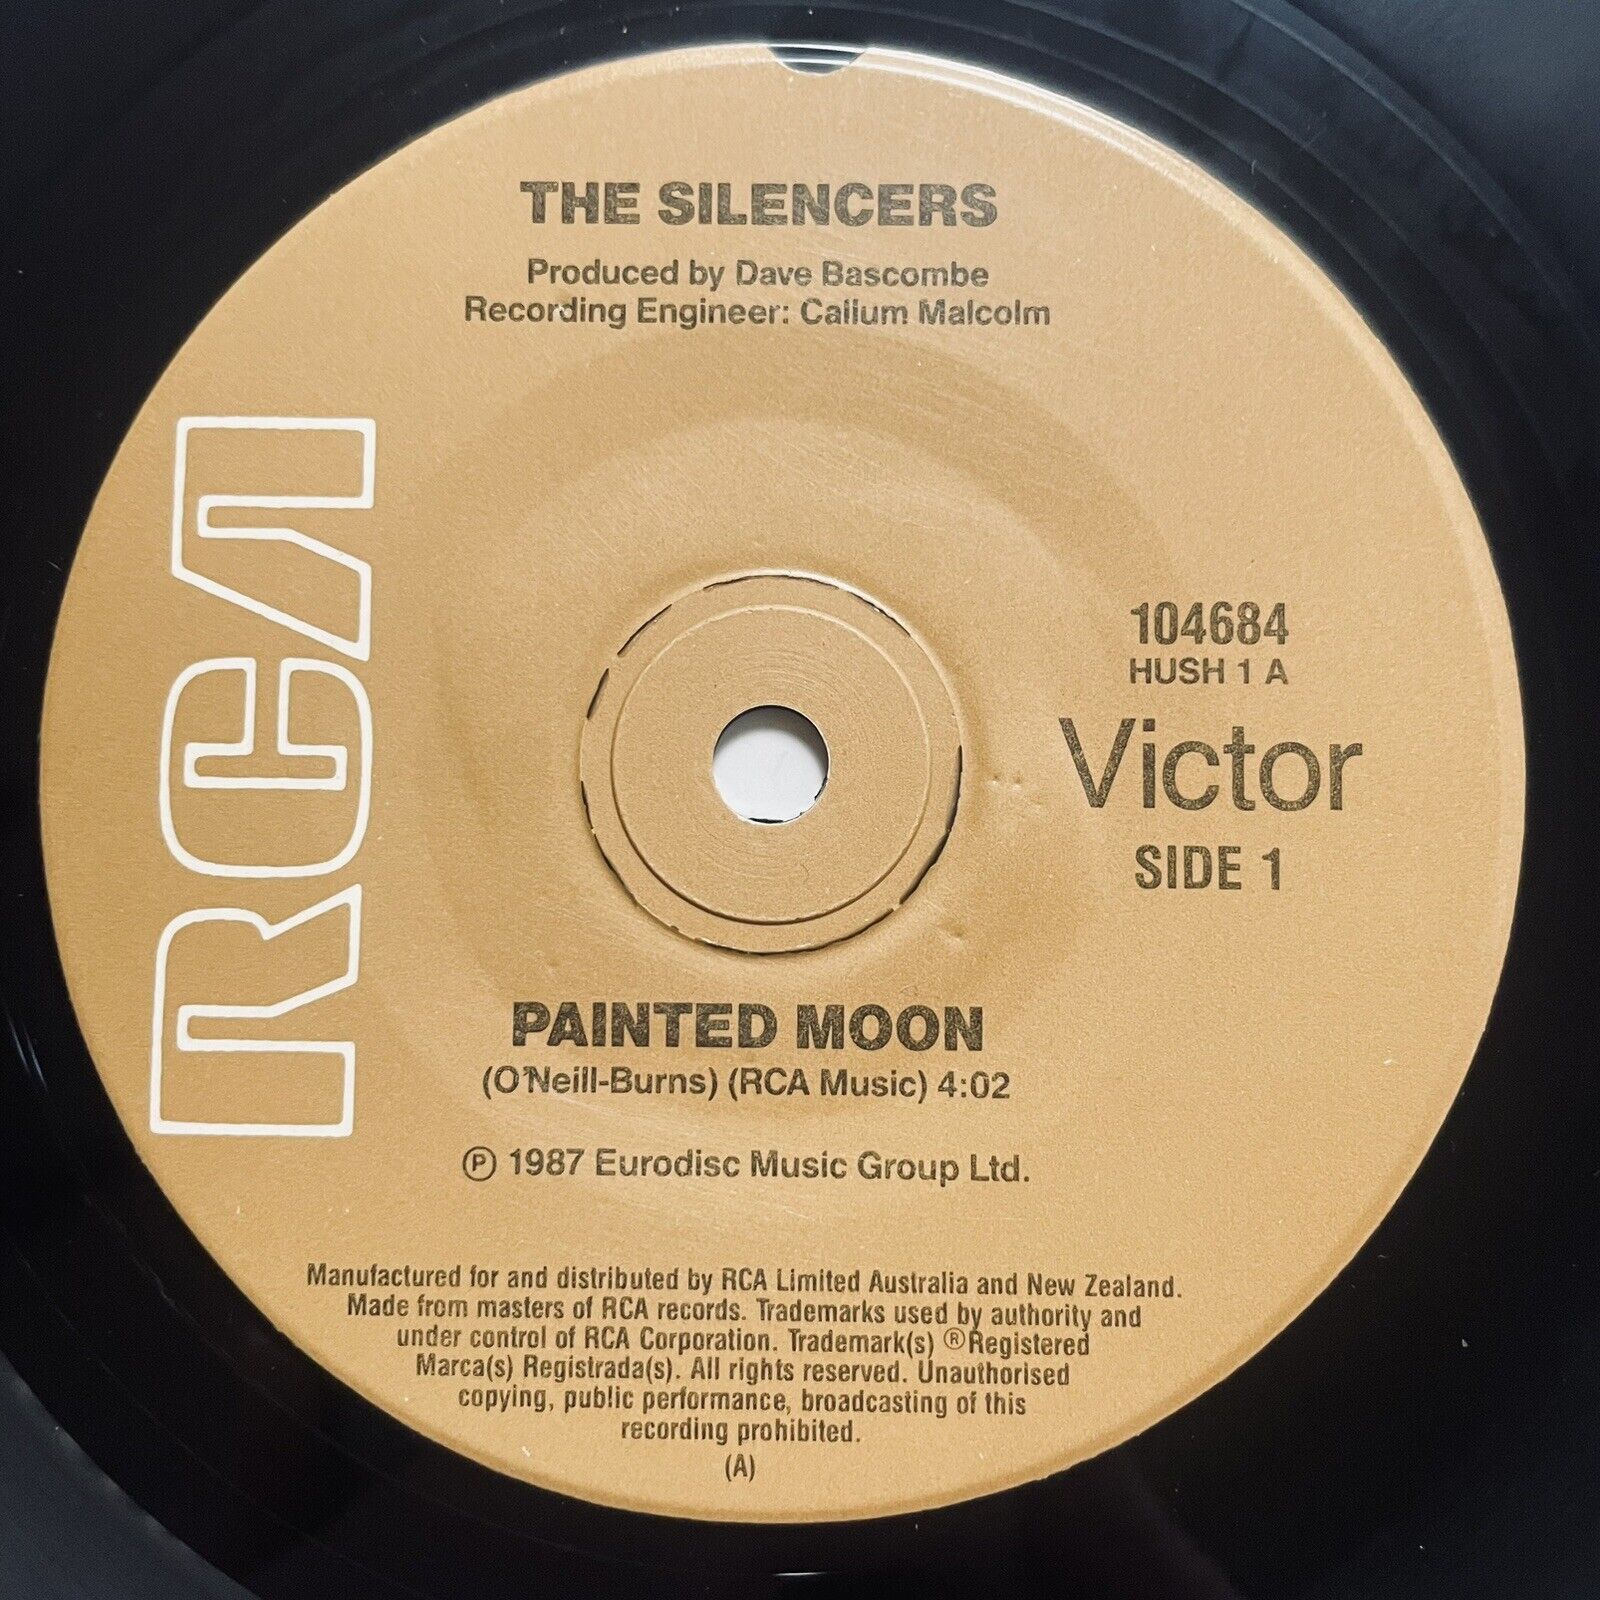 THE SILENCERS
Produced by Dave Bascombe
Recording Engineer: Callum Malcolm
RCA
104684
HUSH 1 A
Victor
SIDE 1
PAINTED MOON
(O'Neill-Burns) (RCA Music) 4:02
Ⓟ 1987 Eurodisc Music Group Ltd.
Manufactured for and distributed by RCA Limited Australia and New Zealand.
Made from masters of RCA records. Trademarks used by authority and
under control of RCA Corporation. Trademark(s) ®Registered
Marca(s) Registrada(s). All rights reserved. Unauthorised
copying, public performance, broadcasting of this
recording prohibited.
(A)